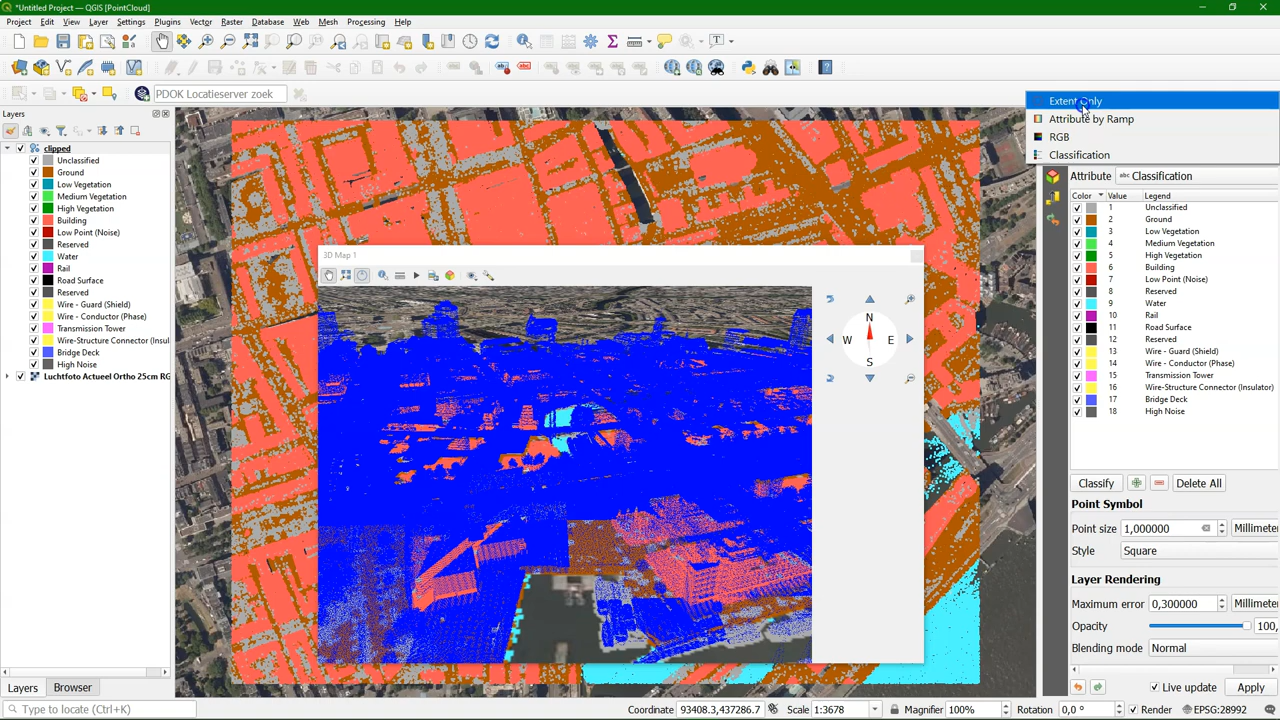 *Untitled Project — QGIS [PointCloud]
Project Edit View Layer Settings Plugins Vector Raster Database Web Mesh Processing Help
PDOK Locatieserver zoek
Layers
clipped
Unclassified
Ground
Low Vegetation
Medium Vegetation
High Vegetation
Building
Low Point (Noise)
Reserved
Water
Rail
Road Surface
Reserved
Wire - Guard (Shield)
Wire - Conductor (Phase)
Transmission Tower
Wire-Structure Connector (Insul
Bridge Deck
High Noise
Luchtfoto Actueel Ortho 25cm RG
Layers Browser
3D Map 1
N
W E
S
Extent Only
Attribute by Ramp
RGB
Classification
Attribute abc Classification
Color Value Legend
1 Unclassified
2 Ground
3 Low Vegetation
4 Medium Vegetation
5 High Vegetation
6 Building
7 Low Point (Noise)
8 Reserved
9 Water
10 Rail
11 Road Surface
12 Reserved
13 Wire - Guard (Shield)
14 Wire - Conductor (Phase)
15 Transmission Tower
16 Wire-Structure Connector (Insulator)
17 Bridge Deck
18 High Noise
Classify Delete All
Point Symbol
Point size 1,000000 Millimete
Style Square
Layer Rendering
Maximum error 0,300000 Millimete
Opacity 100,
Blending mode Normal
Live update Apply
Type to locate (Ctrl+K) Coordinate 93408.3,437286.7 Scale 1:3678 Magnifier 100% Rotation 0,0 ° Render EPSG:28992